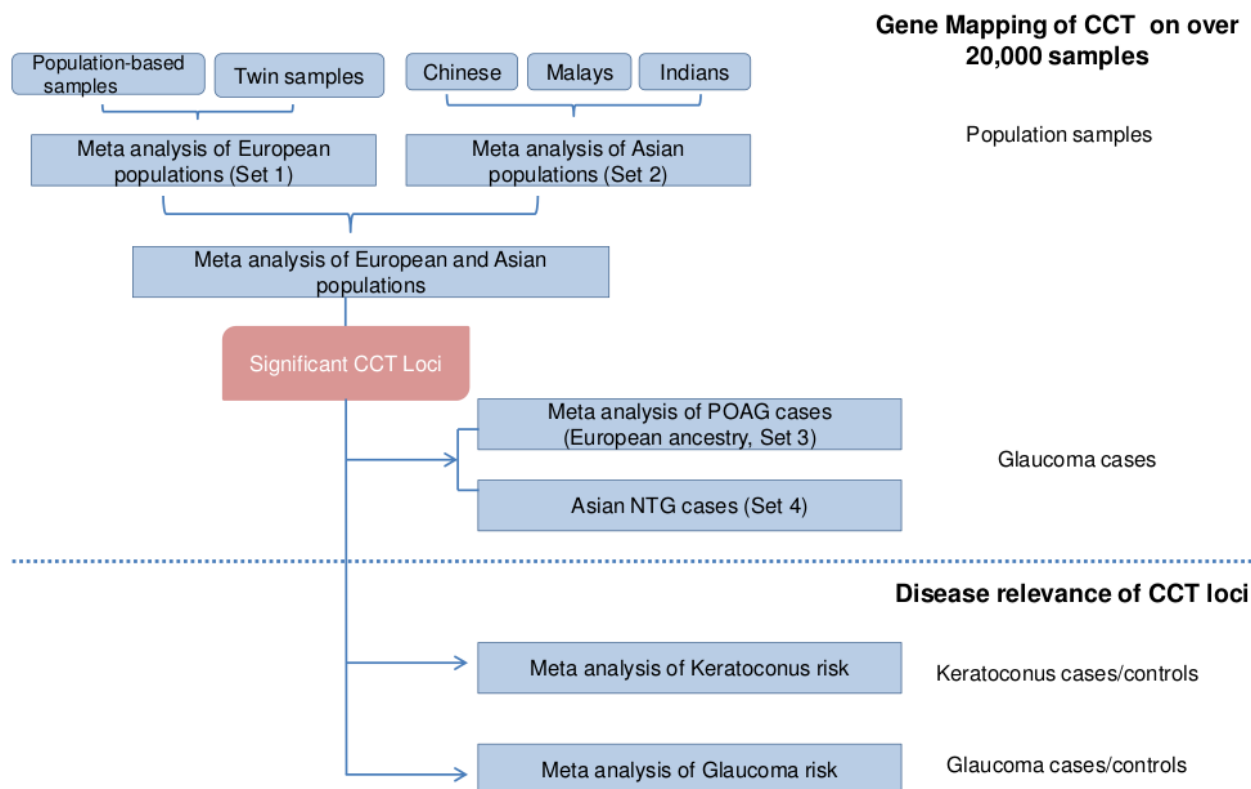 Gene Mapping of CCT on over
20,000 samples
Population-based
samples
Twin samples
Chinese
Malays
Indians
Population samples
Meta analysis of European
populations (Set 1)
Meta analysis of Asian
populations (Set 2)
Meta analysis of European and Asian
populations
Significant CCT Loci
Meta analysis of POAG cases
(European ancestry, Set 3)
Glaucoma cases
Asian NTG cases (Set 4)
Disease relevance of CCT loci
Meta analysis of Keratoconus risk
Keratoconus cases/controls
Meta analysis of Glaucoma risk
Glaucoma cases/controls